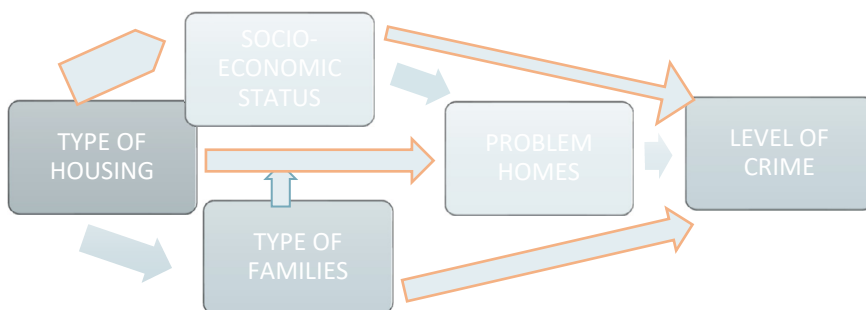 SOCIO-
ECONOMIC
STATUS
TYPE OF
HOUSING
PROBLEM
HOMES
LEVEL OF
CRIME
TYPE OF
FAMILIES